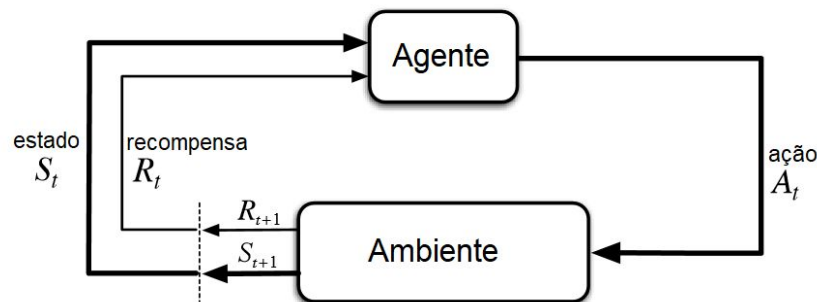 Agente
estado
S_t
recompensa
R_t
ação
A_t
R_{t+1}
S_{t+1}
Ambiente